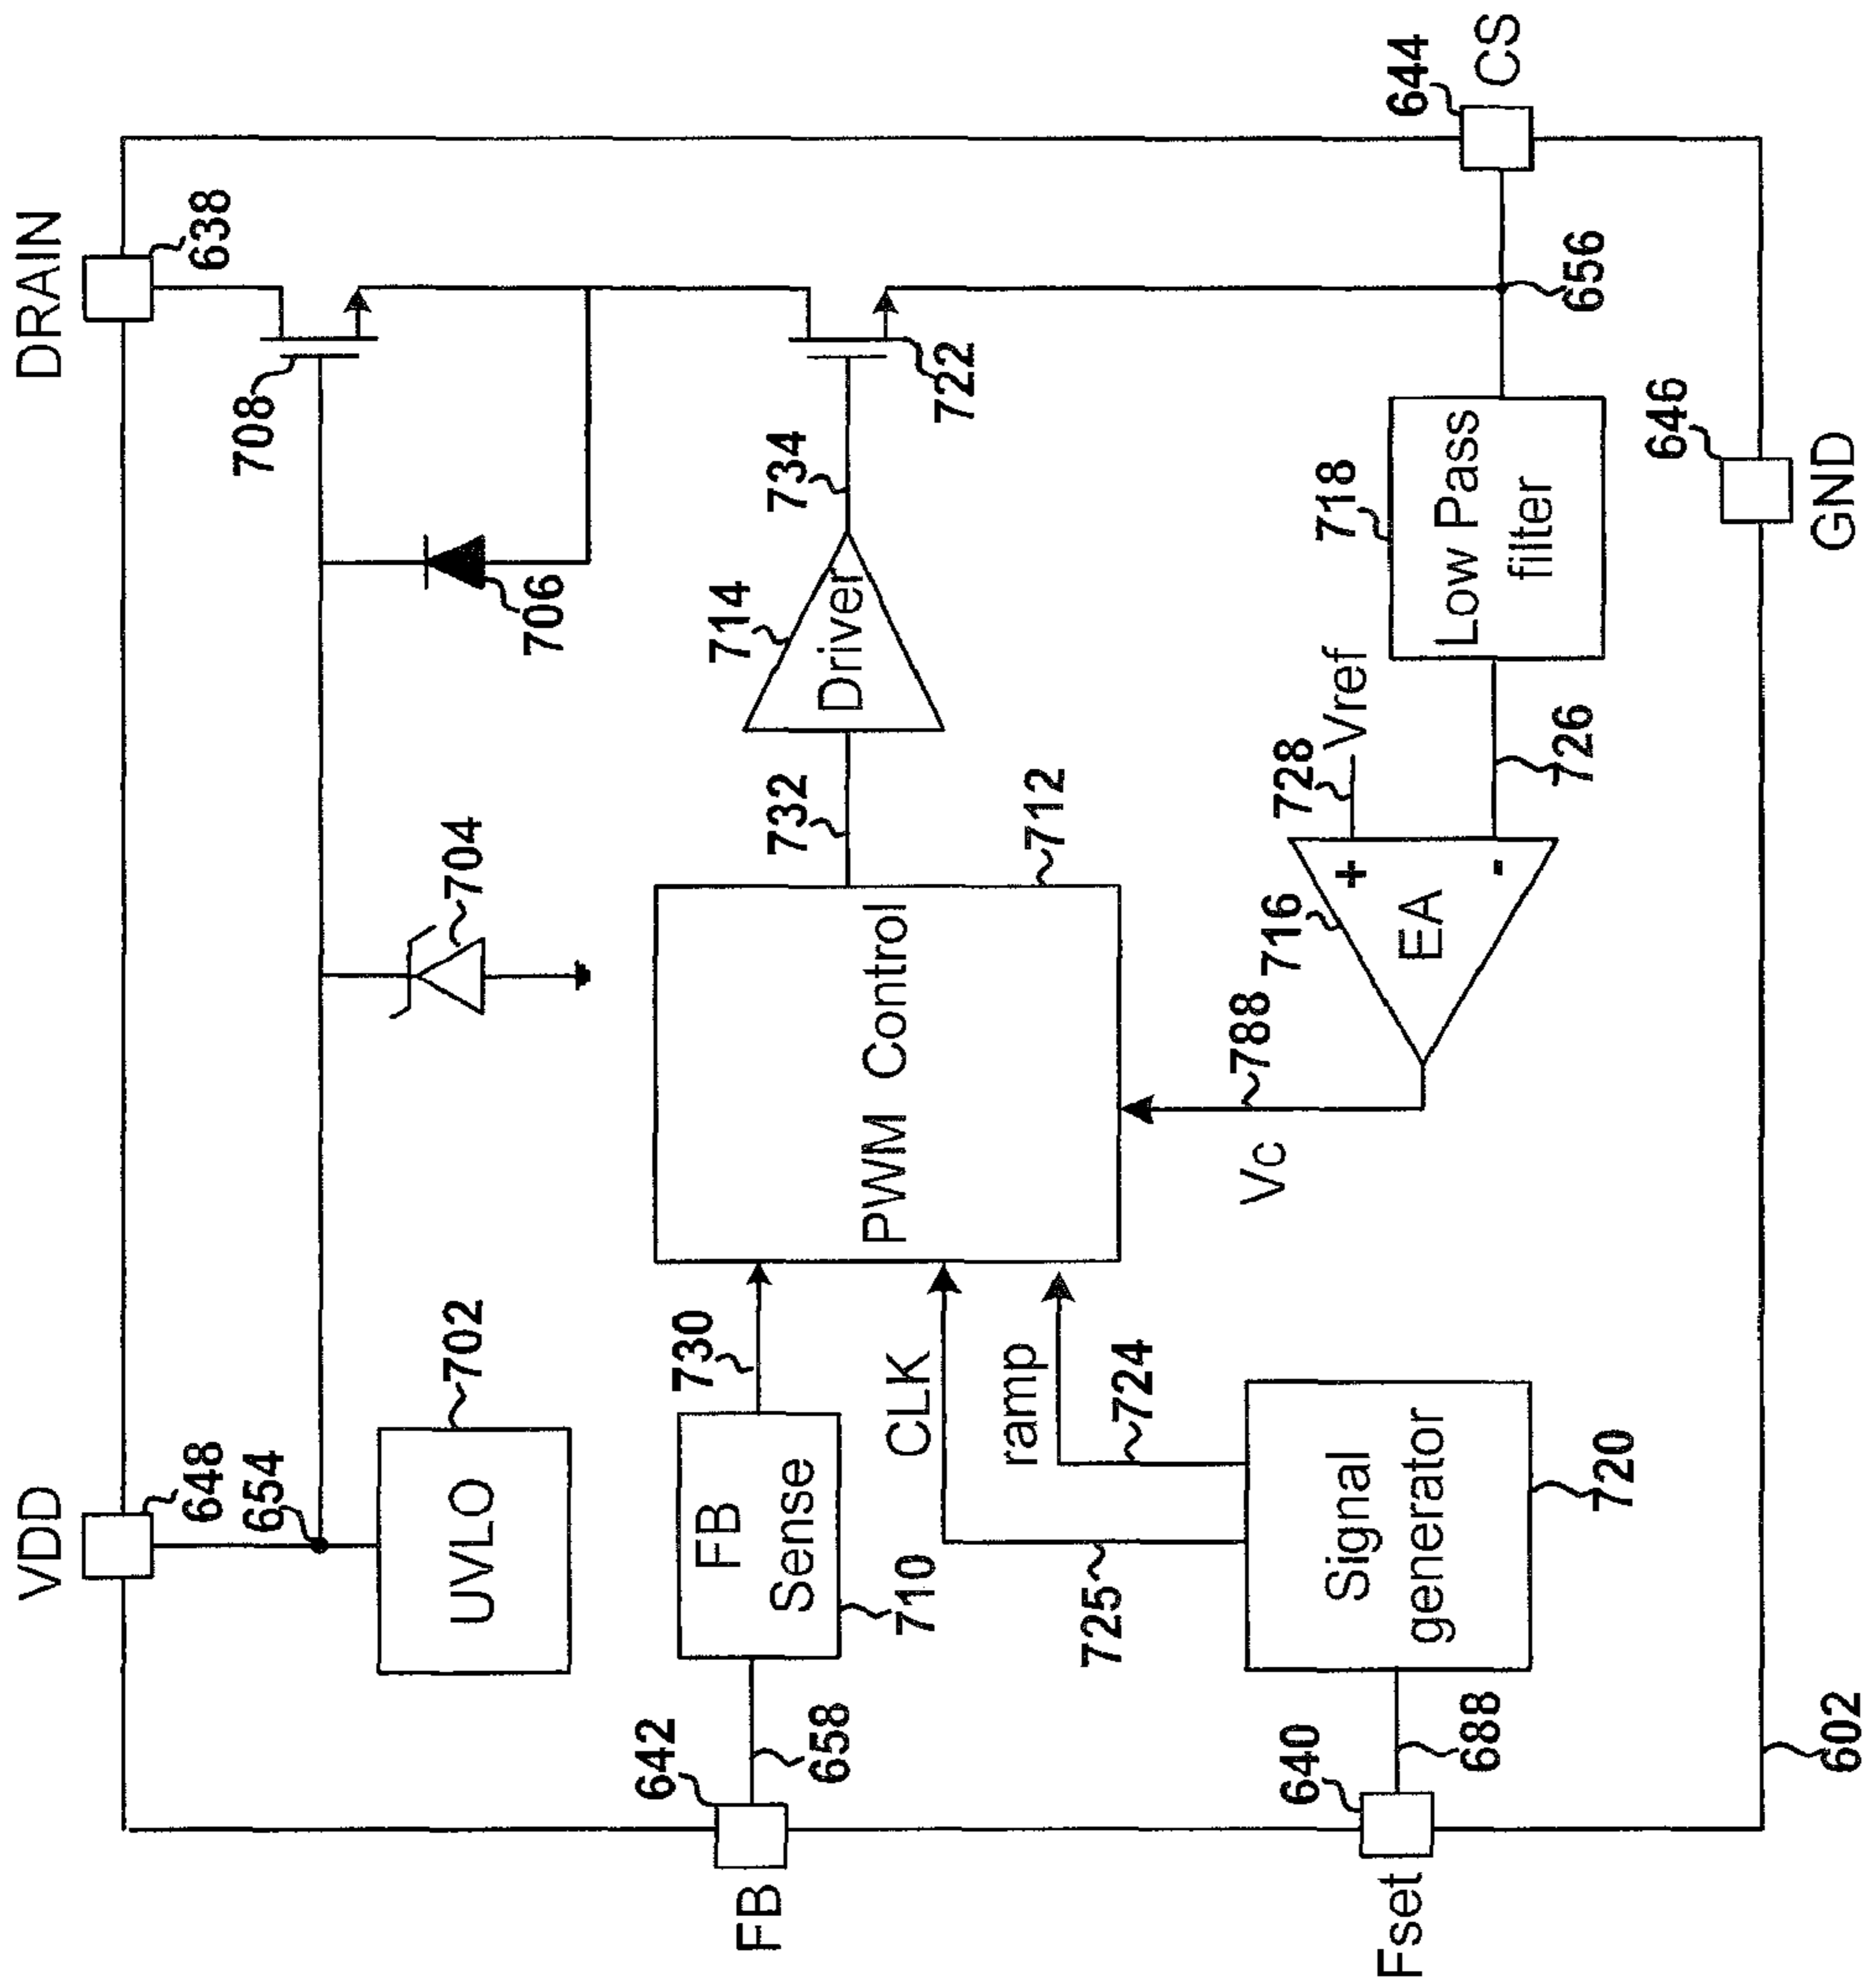 VDD
DRAIN
648
638
654
708
UVLO
702
704
706
FB
642
658
FB
Sense
710
730
PWM Control
712
732
Driver
714
734
722
CLK
725
ramp
724
Fset
640
688
Signal
generator
720
Vc
788
EA
716
+
-
728
Vref
726
718
Low Pass
filter
656
644
CS
646
GND
602